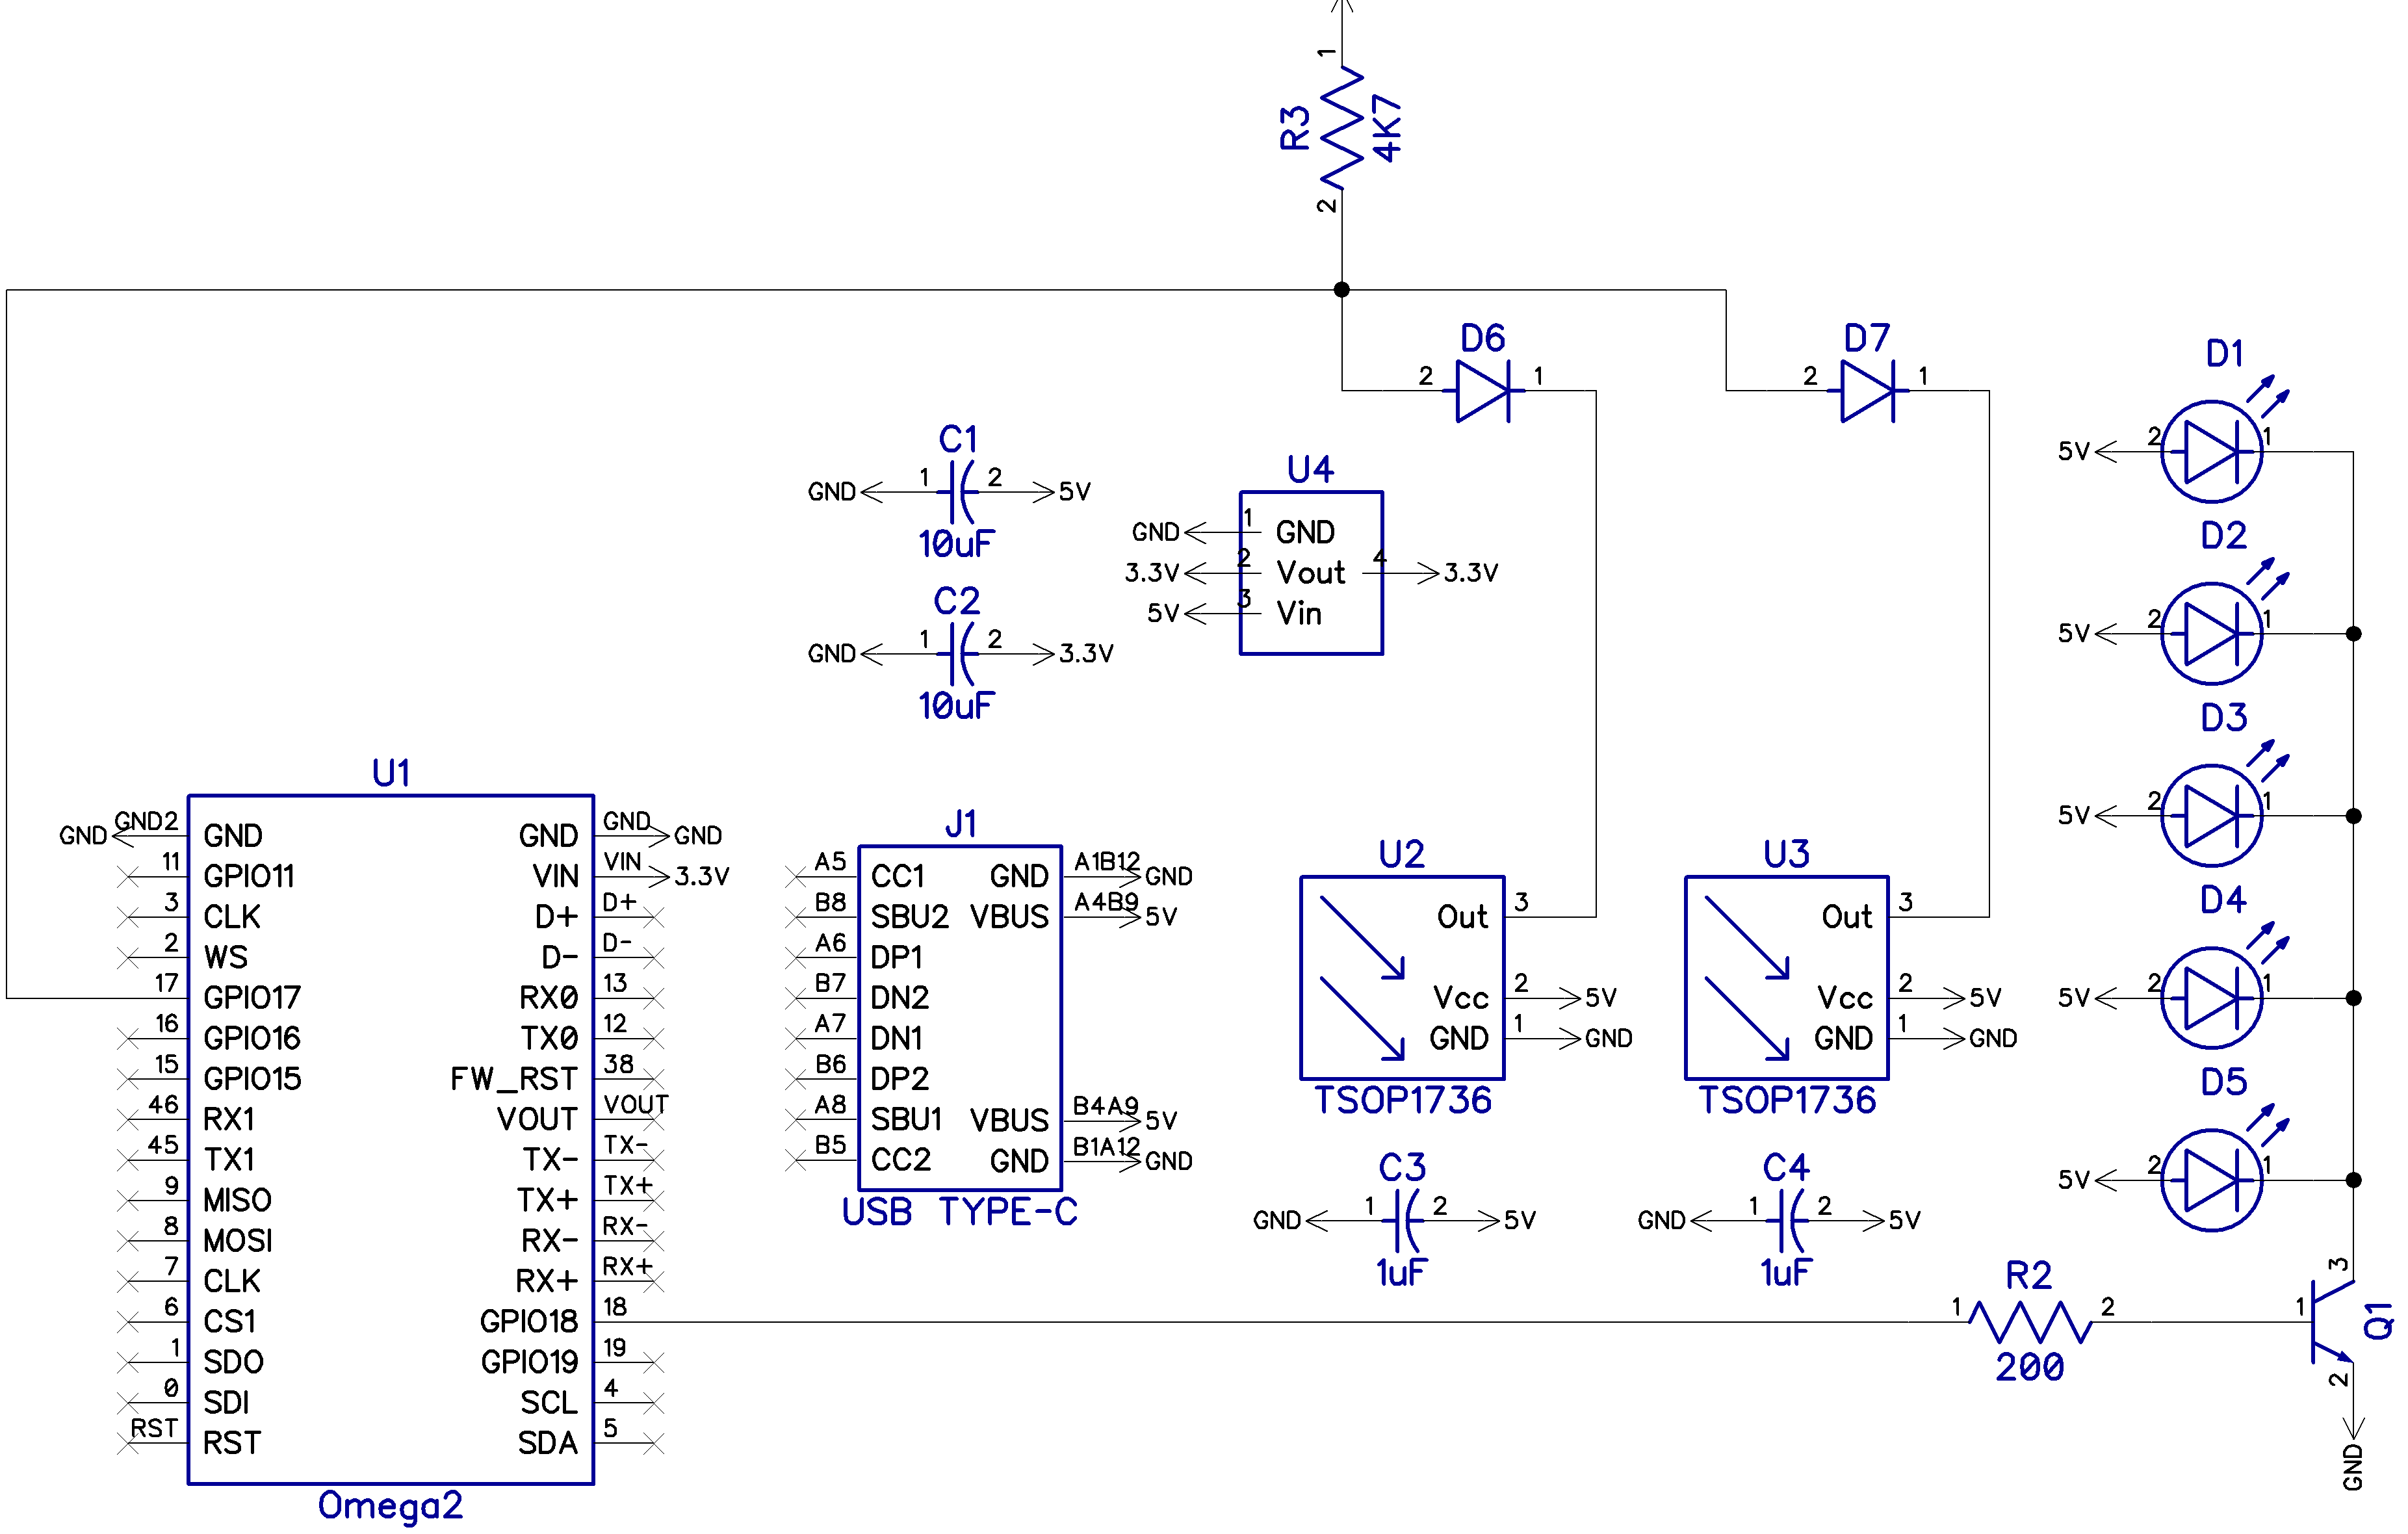 1
R3
4K7
2
D6
2
1
D7
2
1
D1
5V
2
1
C1
GND
1
2
5V
10uF
U4
GND
1
GND
3.3V
2
Vout
4
3.3V
5V
3
Vin
D2
5V
2
1
C2
GND
1
2
3.3V
10uF
D3
5V
2
1
U1
GND
GND2
GND
GND
GND
GND
11
GPIO11
VIN
VIN
3.3V
3
CLK
D+
D+
2
WS
D-
D-
17
GPIO17
RX0
13
16
GPIO16
TX0
12
15
GPIO15
FW_RST
38
46
RX1
VOUT
VOUT
45
TX1
TX-
TX-
9
MISO
TX+
TX+
8
MOSI
RX-
RX-
7
CLK
RX+
RX+
6
CS1
GPIO18
18
1
SDO
GPIO19
19
0
SDI
SCL
4
RST
RST
SDA
5
Omega2
J1
A5
CC1
GND
A1B12
GND
B8
SBU2
VBUS
A4B9
5V
A6
DP1
B7
DN2
A7
DN1
B6
DP2
A8
SBU1
VBUS
B4A9
5V
B5
CC2
GND
B1A12
GND
USB TYPE-C
U2
Out
3
Vcc
2
5V
GND
1
GND
TSOP1736
U3
Out
3
Vcc
2
5V
GND
1
GND
TSOP1736
D4
5V
2
1
D5
5V
2
1
C3
GND
1
2
5V
1uF
C4
GND
1
2
5V
1uF
R2
1
2
200
3
1
Q1
2
GND